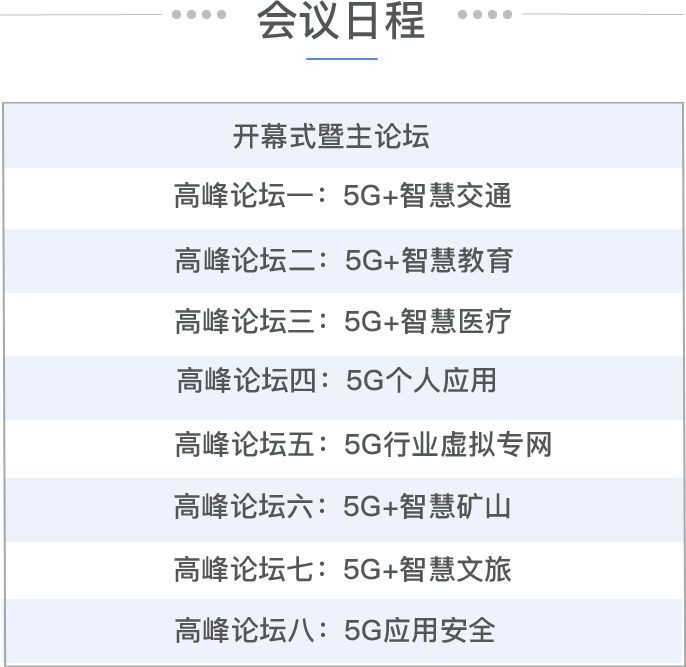 会议日程
开幕式暨主论坛
高峰论坛一：5G+智慧交通
高峰论坛二：5G+智慧教育
高峰论坛三：5G+智慧医疗
高峰论坛四：5G个人应用
高峰论坛五：5G行业虚拟专网
高峰论坛六：5G+智慧矿山
高峰论坛七：5G+智慧文旅
高峰论坛八：5G应用安全